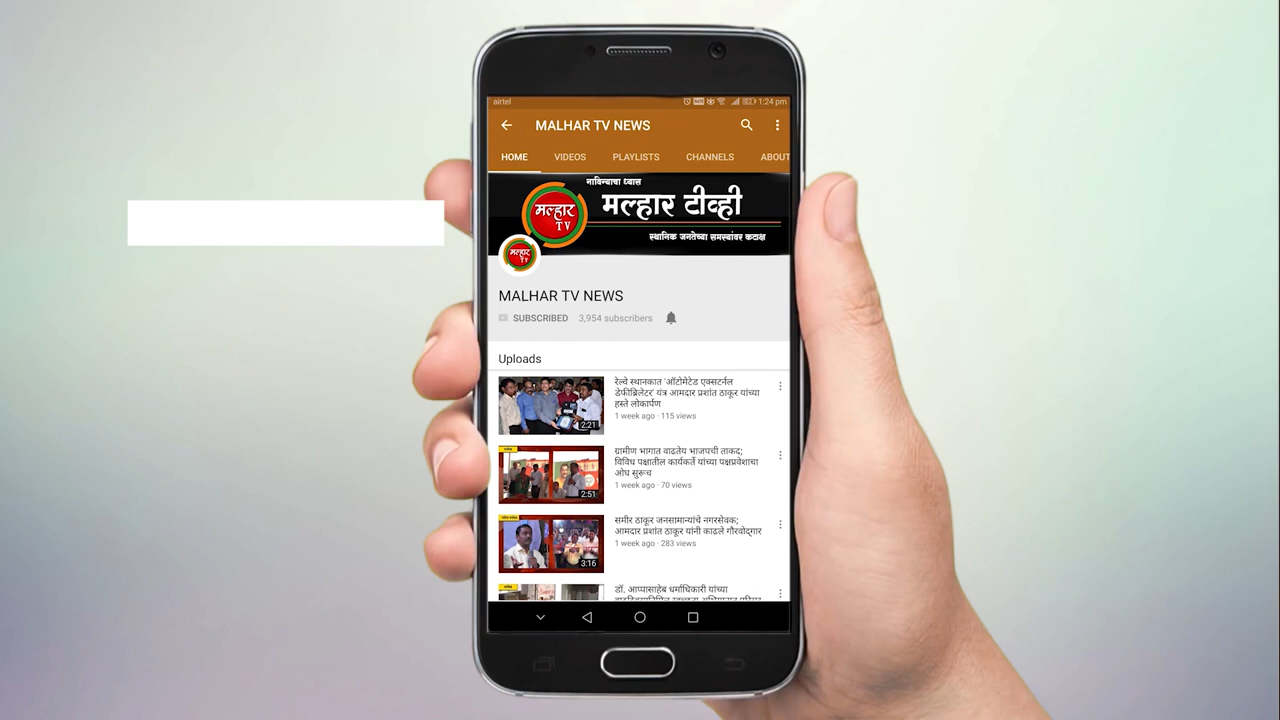 airtel 1:24 pm
MALHAR TV NEWS
HOME VIDEOS PLAYLISTS CHANNELS ABOUT
नाविन्याचा ध्यास
मल्हार टीव्ही
स्थानिक जनतेच्या समस्यांवर कटाक्ष
मल्हार
TV
मल्हार
TV
MALHAR TV NEWS
SUBSCRIBED 3,954 subscribers
Uploads
रेल्वे स्थानकात 'ऑटोमेटेड एक्सटर्नल
डेफीब्रिलेटर' यंत्र आमदार प्रशांत ठाकूर यांच्या
हस्ते लोकार्पण
1 week ago · 115 views
2:21
ग्रामीण भागात वाढतेय भाजपची ताकद;
विविध पक्षातील कार्यकर्ते यांच्या पक्षप्रवेशाचा
ओघ सुरूच
1 week ago · 70 views
2:51
समीर ठाकूर जनसामान्यांचे नगरसेवक;
आमदार प्रशांत ठाकूर यांनी काढले गौरवोद्गार
1 week ago · 283 views
3:16
डॉ. आप्पासाहेब धर्माधिकारी यांच्या